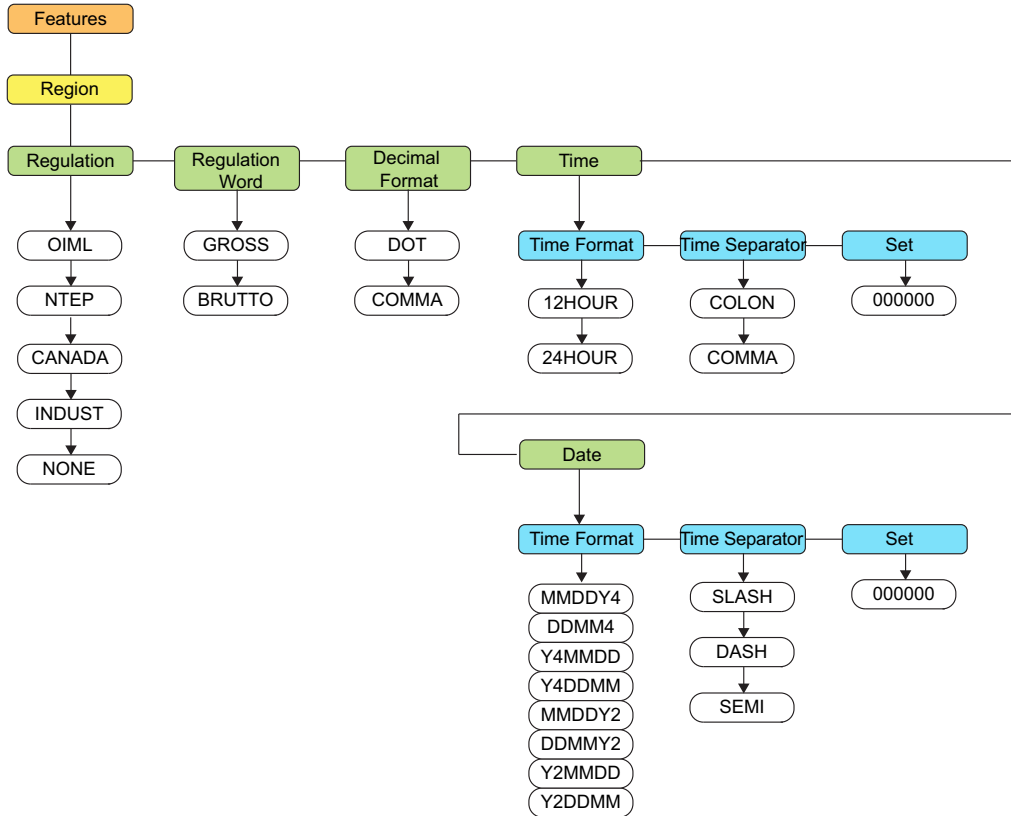 Features
Region
Regulation
Regulation
Word
Decimal
Format
Time
OIML
NTEP
CANADA
INDUST
NONE
GROSS
BRUTTO
DOT
COMMA
Time Format
Time Separator
Set
12HOUR
24HOUR
COLON
COMMA
000000
Date
Time Format
Time Separator
Set
MMDDY4
DDMM4
Y4MMDD
Y4DDMM
MMDDY2
DDMMY2
Y2MMDD
Y2DDMM
SLASH
DASH
SEMI
000000